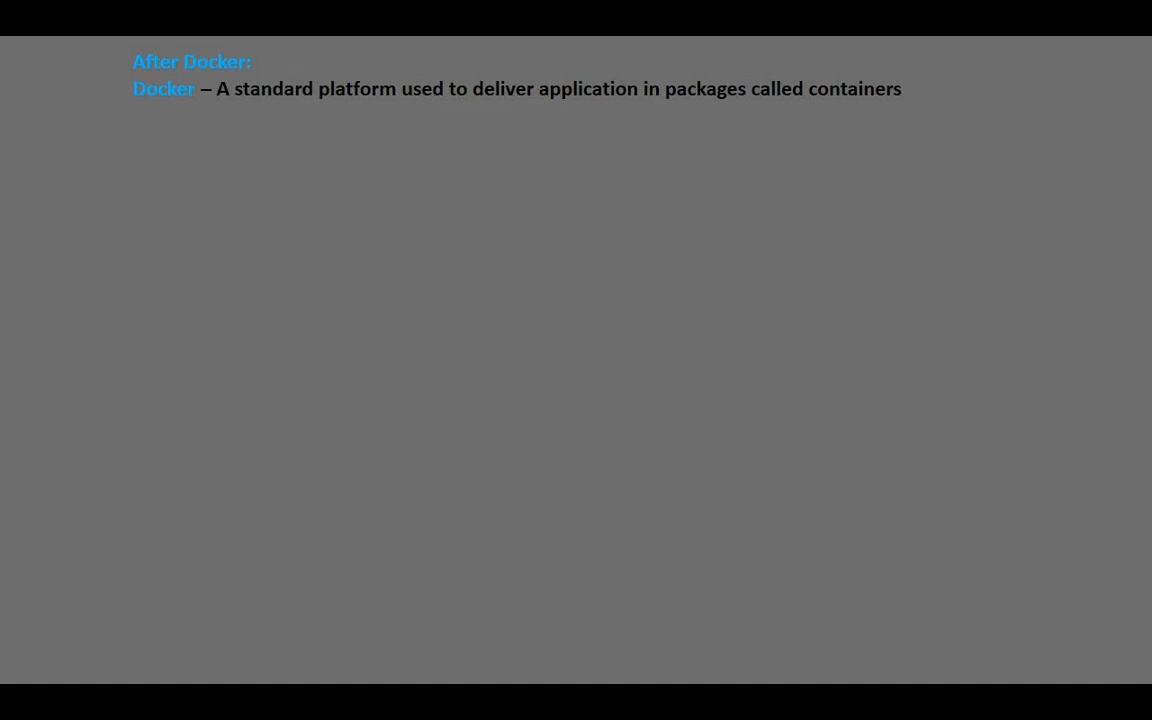 After Docker:
Docker – A standard platform used to deliver application in packages called containers